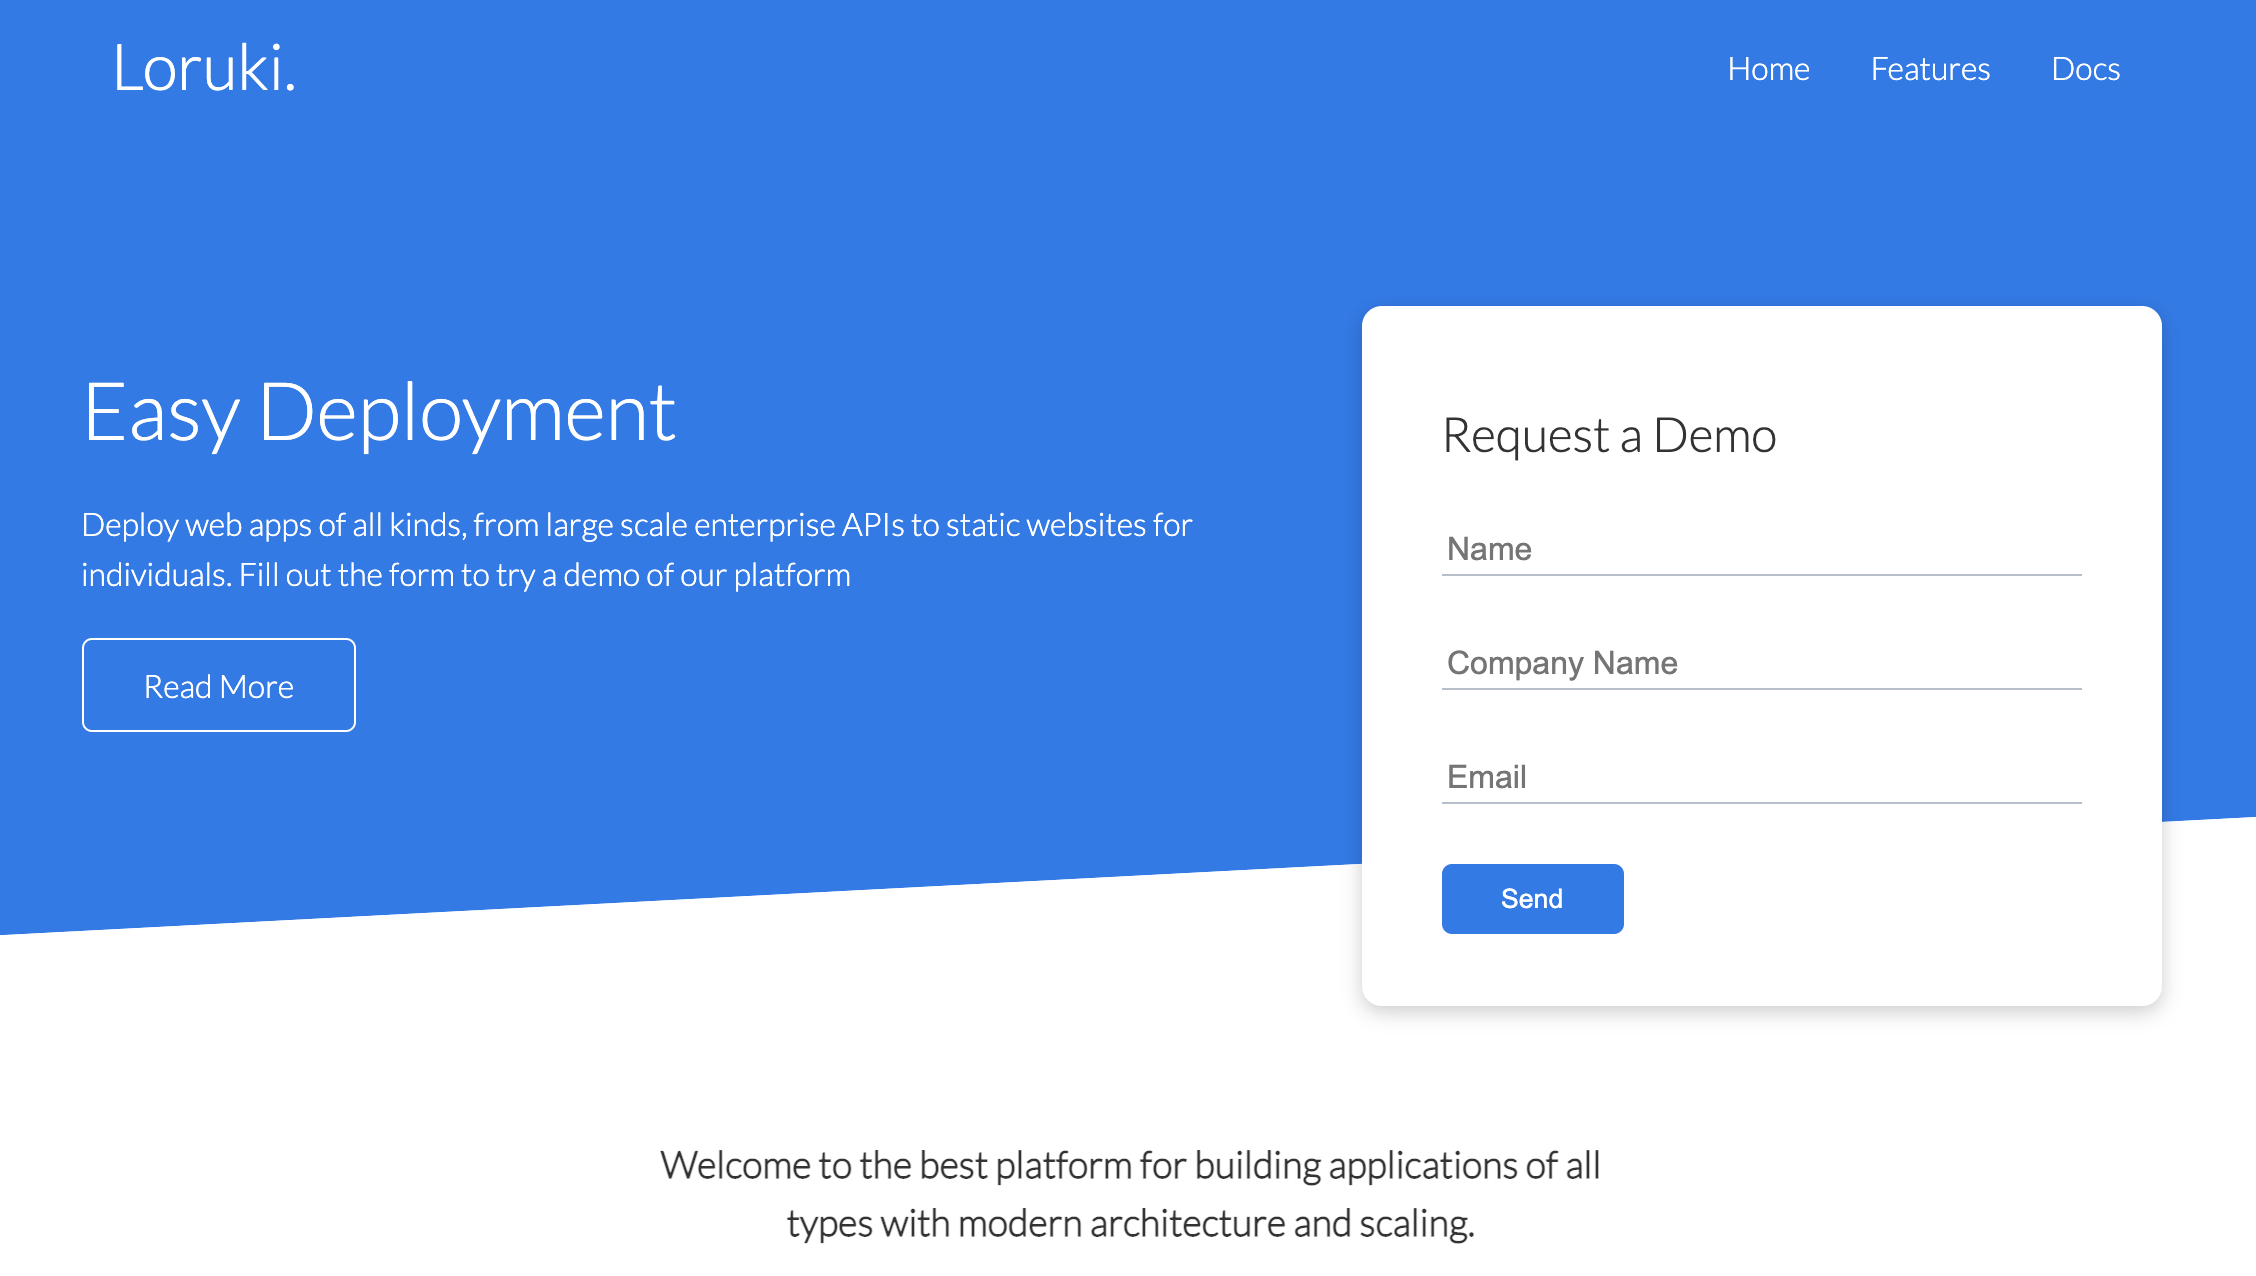 Loruki.
Home Features Docs
Easy Deployment
Deploy web apps of all kinds, from large scale enterprise APIs to static websites for
individuals. Fill out the form to try a demo of our platform
Read More
Request a Demo
Name
Company Name
Email
Send
Welcome to the best platform for building applications of all
types with modern architecture and scaling.